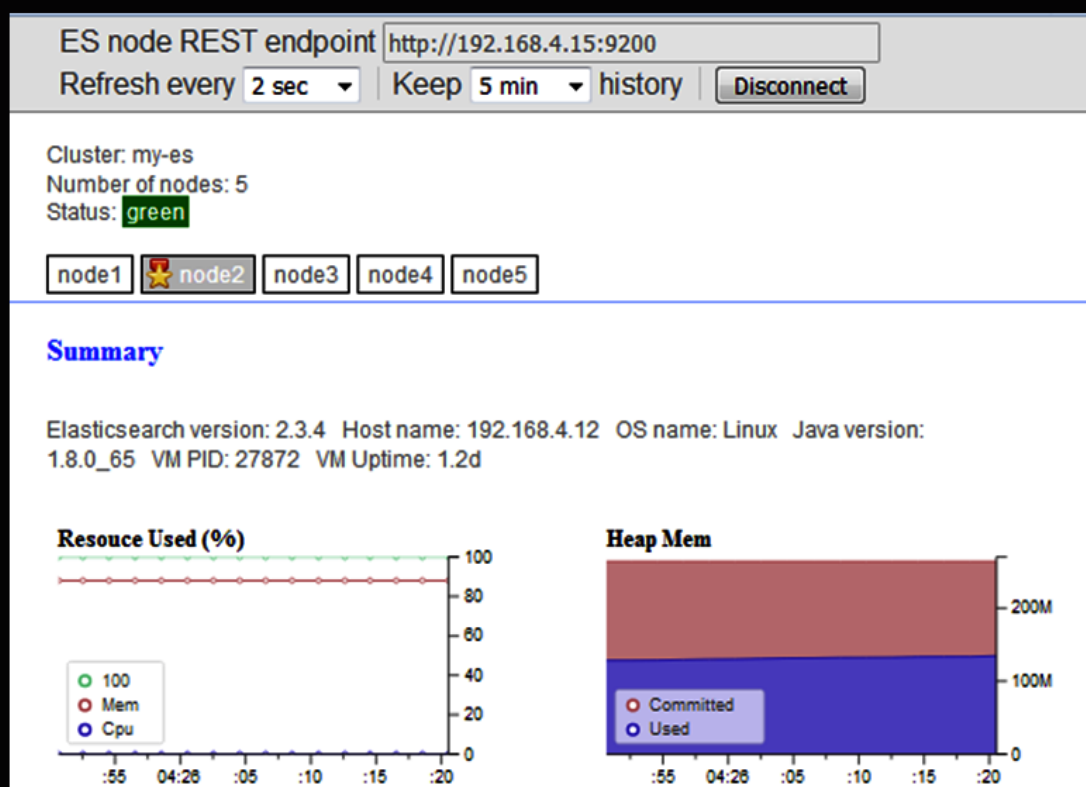 ES node REST endpoint http://192.168.4.15:9200
Refresh every 2 sec Keep 5 min history Disconnect
Cluster: my-es
Number of nodes: 5
Status: green
node1 node2 node3 node4 node5
Summary
Elasticsearch version: 2.3.4 Host name: 192.168.4.12 OS name: Linux Java version:
1.8.0_65 VM PID: 27872 VM Uptime: 1.2d
Resouce Used (%)
100
80
60
40
20
0
100
Mem
Cpu
:55 04:26 :05 :10 :15 :20
Heap Mem
200M
100M
0
Committed
Used
:55 04:26 :05 :10 :15 :20